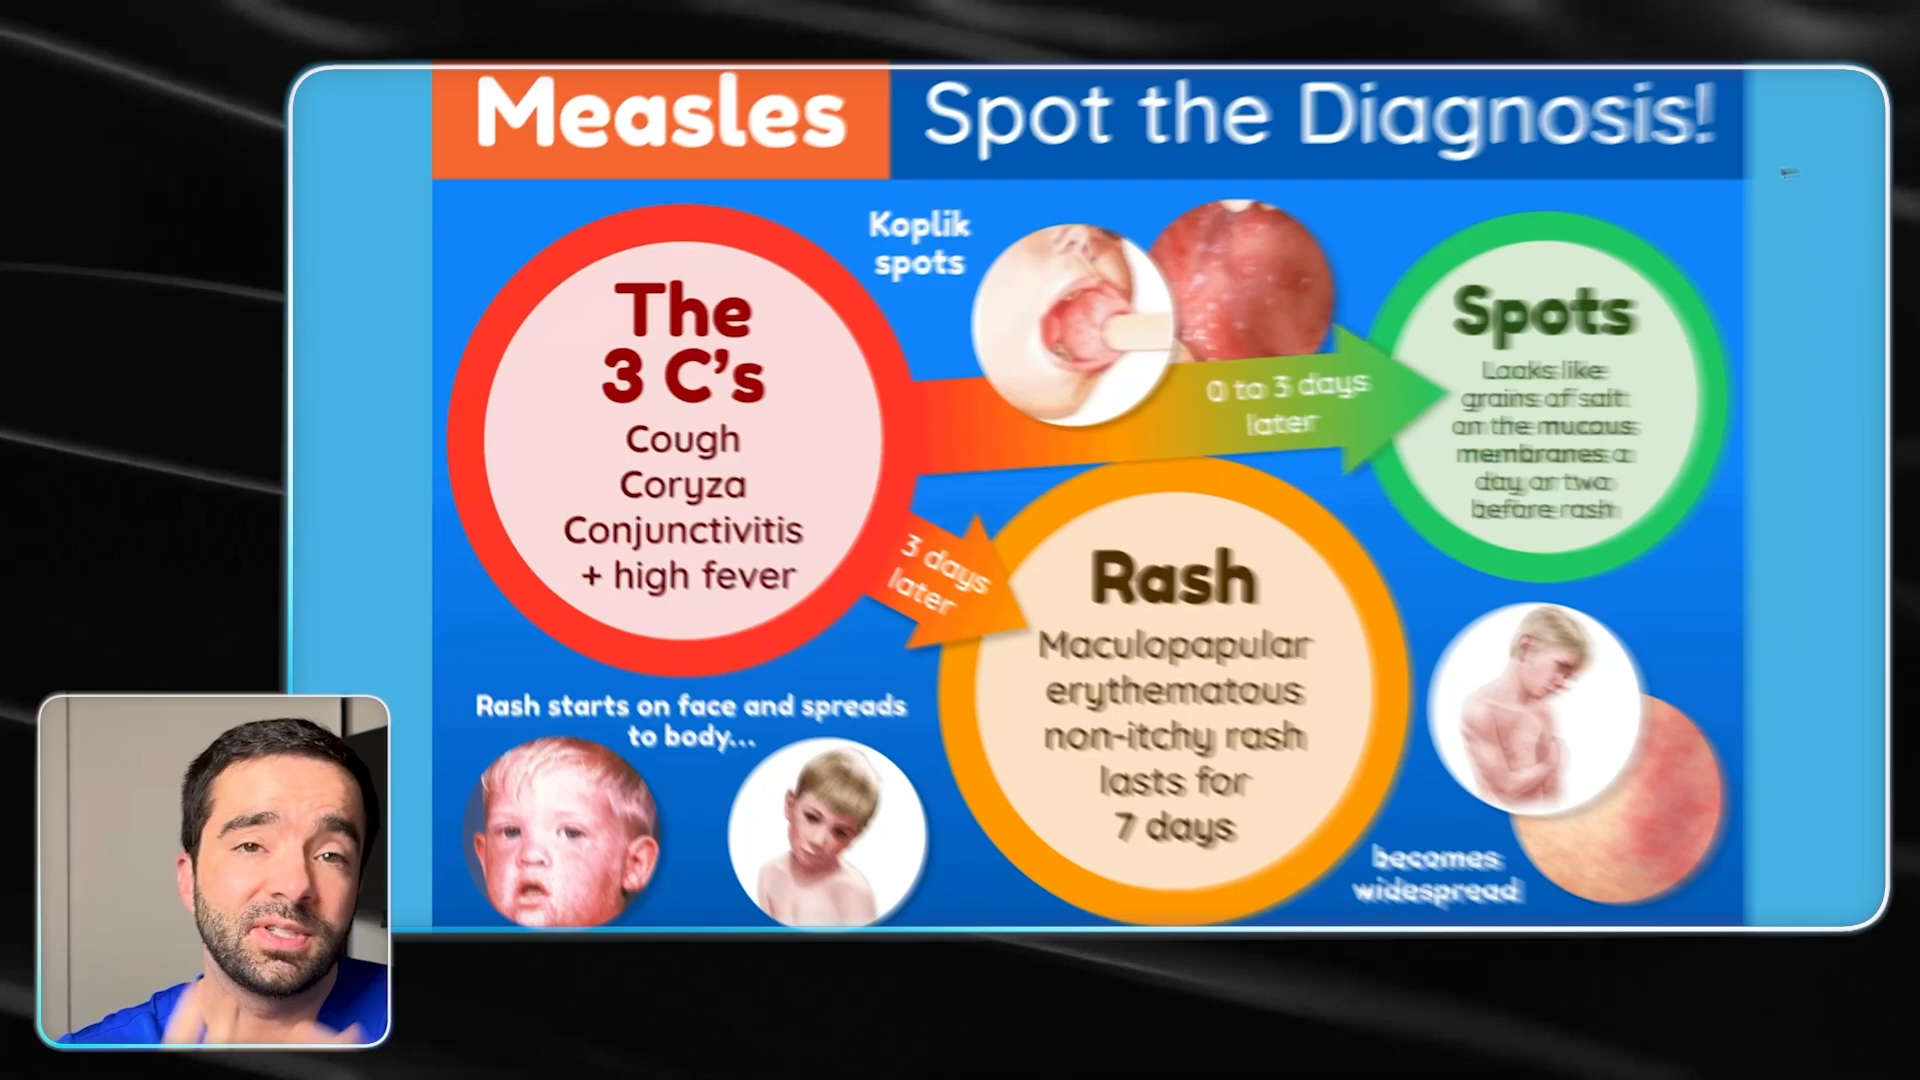 Measles
Spot the Diagnosis!
The
3 C's
Cough
Coryza
Conjunctivitis
+ high fever
Koplik
spots
0 to 3 days
later
Spots
Looks like
grains of salt
on the mucous
membranes a
day or two
before rash
3 days
later
Rash
Maculopapular
erythematous
non-itchy rash
lasts for
7 days
Rash starts on face and spreads
to body...
becomes
widespread